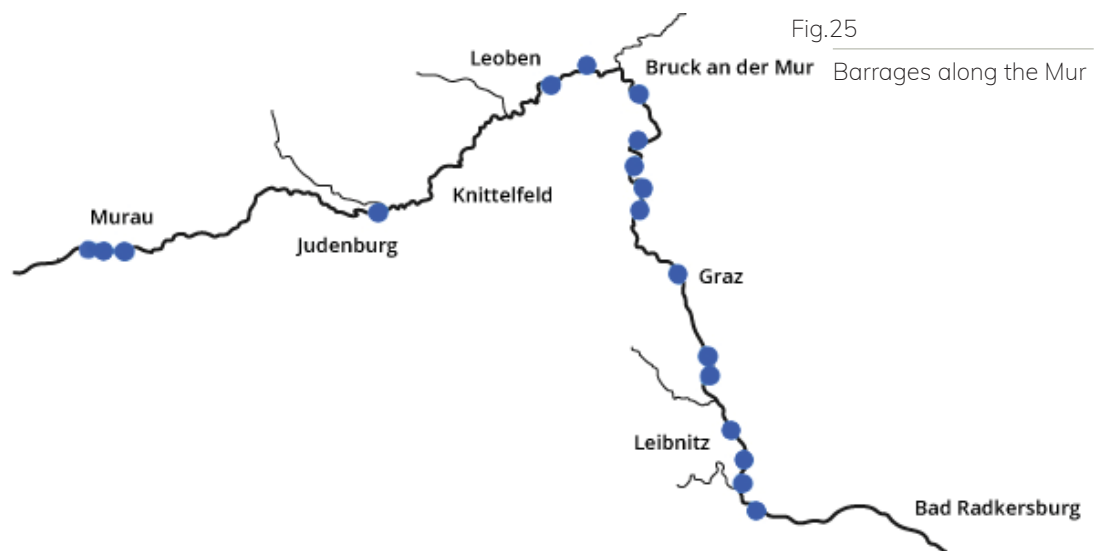 Fig.25
Barrages along the Mur
Leoben
Bruck an der Mur
Murau
Judenburg
Knittelfeld
Graz
Leibnitz
Bad Radkersburg